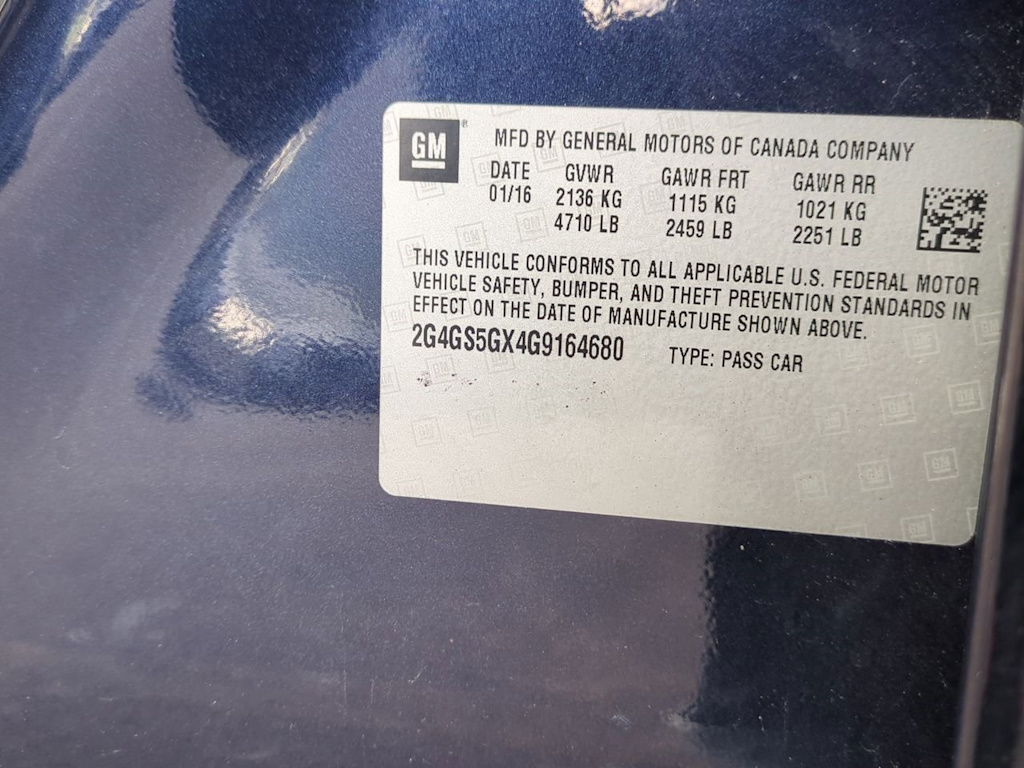 GM
MFD BY GENERAL MOTORS OF CANADA COMPANY
DATE GVWR GAWR FRT GAWR RR
01/16 2136 KG 1115 KG 1021 KG
4710 LB 2459 LB 2251 LB
THIS VEHICLE CONFORMS TO ALL APPLICABLE U.S. FEDERAL MOTOR
VEHICLE SAFETY, BUMPER, AND THEFT PREVENTION STANDARDS IN
EFFECT ON THE DATE OF MANUFACTURE SHOWN ABOVE.
2G4GS5GX4G9164680 TYPE: PASS CAR